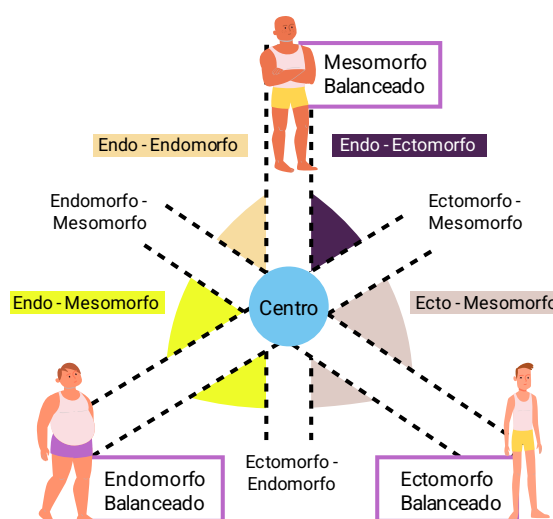 Mesomorfo
Balanceado
Endo - Endomorfo
Endo - Ectomorfo
Endomorfo -
Mesomorfo
Ectomorfo -
Mesomorfo
Endo - Mesomorfo
Centro
Ecto - Mesomorfo
Endomorfo
Balanceado
Ectomorfo -
Endomorfo
Ectomorfo
Balanceado